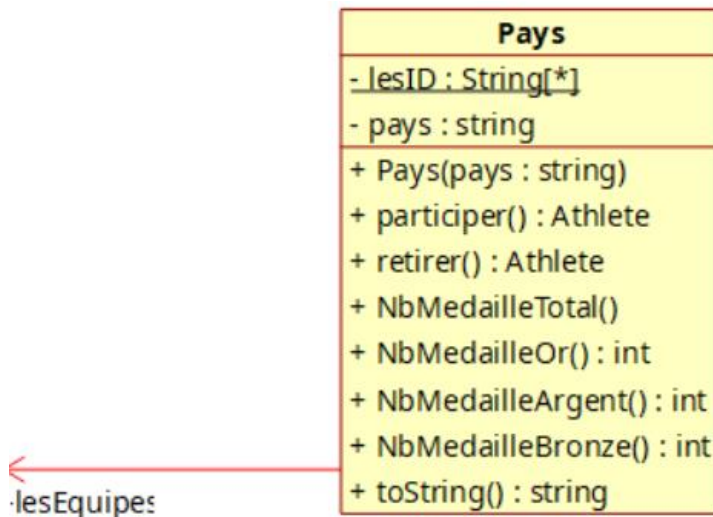 Pays
- lesID : String[*]
- pays : string
+ Pays(pays : string)
+ participer() : Athlete
+ retirer() : Athlete
+ NbMedailleTotal()
+ NbMedailleOr() : int
+ NbMedailleArgent() : int
+ NbMedailleBronze() : int
+ toString() : string
-lesEquipes